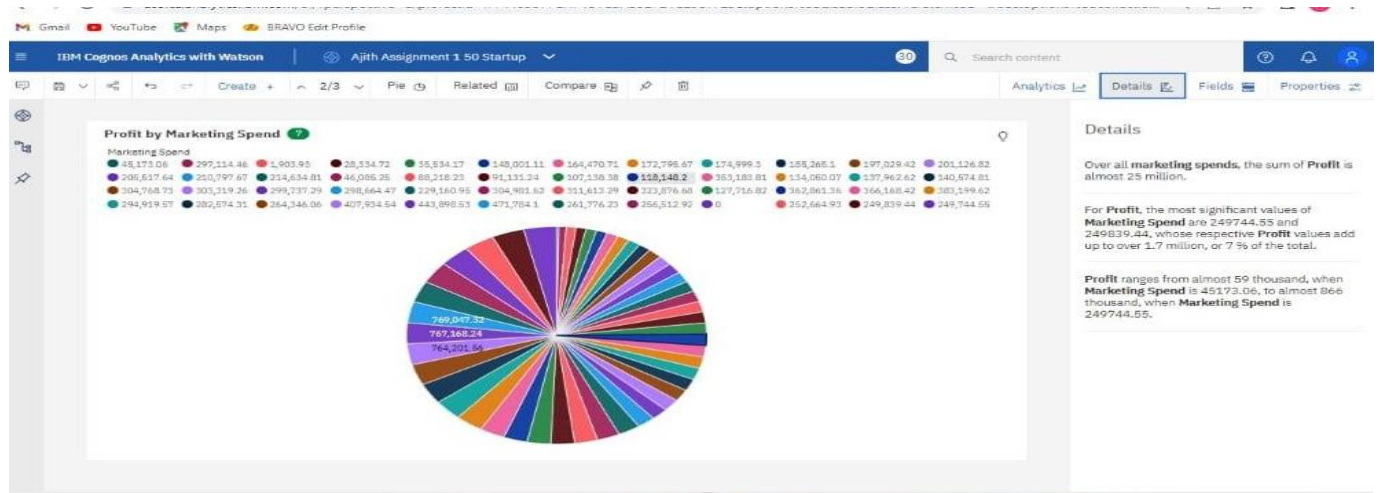 Gmail YouTube Maps BRAVO Edit Profile
IBM Cognos Analytics with Watson Ajith Assignment 1 50 Startup 30 Search content
Create + 2/3 Pie Related Compare Analytics Details Fields Properties
Profit by Marketing Spend ?
Marketing Spend
45,173.06 297,114.46 1,903.93 28,334.72 35,534.17 148,001.11 164,470.71 172,795.67 174,999.3 185,265.1 197,029.42 201,126.82
205,517.64 210,797.67 214,634.81 46,085.25 88,218.23 91,131.24 107,138.38 118,148.2 353,183.81 134,050.07 137,962.62 140,574.81
304,768.73 303,319.26 299,737.29 298,664.47 229,160.95 304,981.62 311,613.29 323,876.68 127,716.82 362,861.36 366,168.42 383,199.62
294,919.57 282,574.31 264,346.06 407,934.54 443,898.53 471,784.1 261,776.23 256,512.92 0 252,664.93 249,839.44 249,744.55
769,047.32
767,168.24
764,201.56
Details
Over all marketing spends, the sum of Profit is
almost 25 million.
For Profit, the most significant values of
Marketing Spend are 249744.55 and
249839.44, whose respective Profit values add
up to over 1.7 million, or 7 % of the total.
Profit ranges from almost 59 thousand, when
Marketing Spend is 45173.06, to almost 866
thousand, when Marketing Spend is
249744.55.